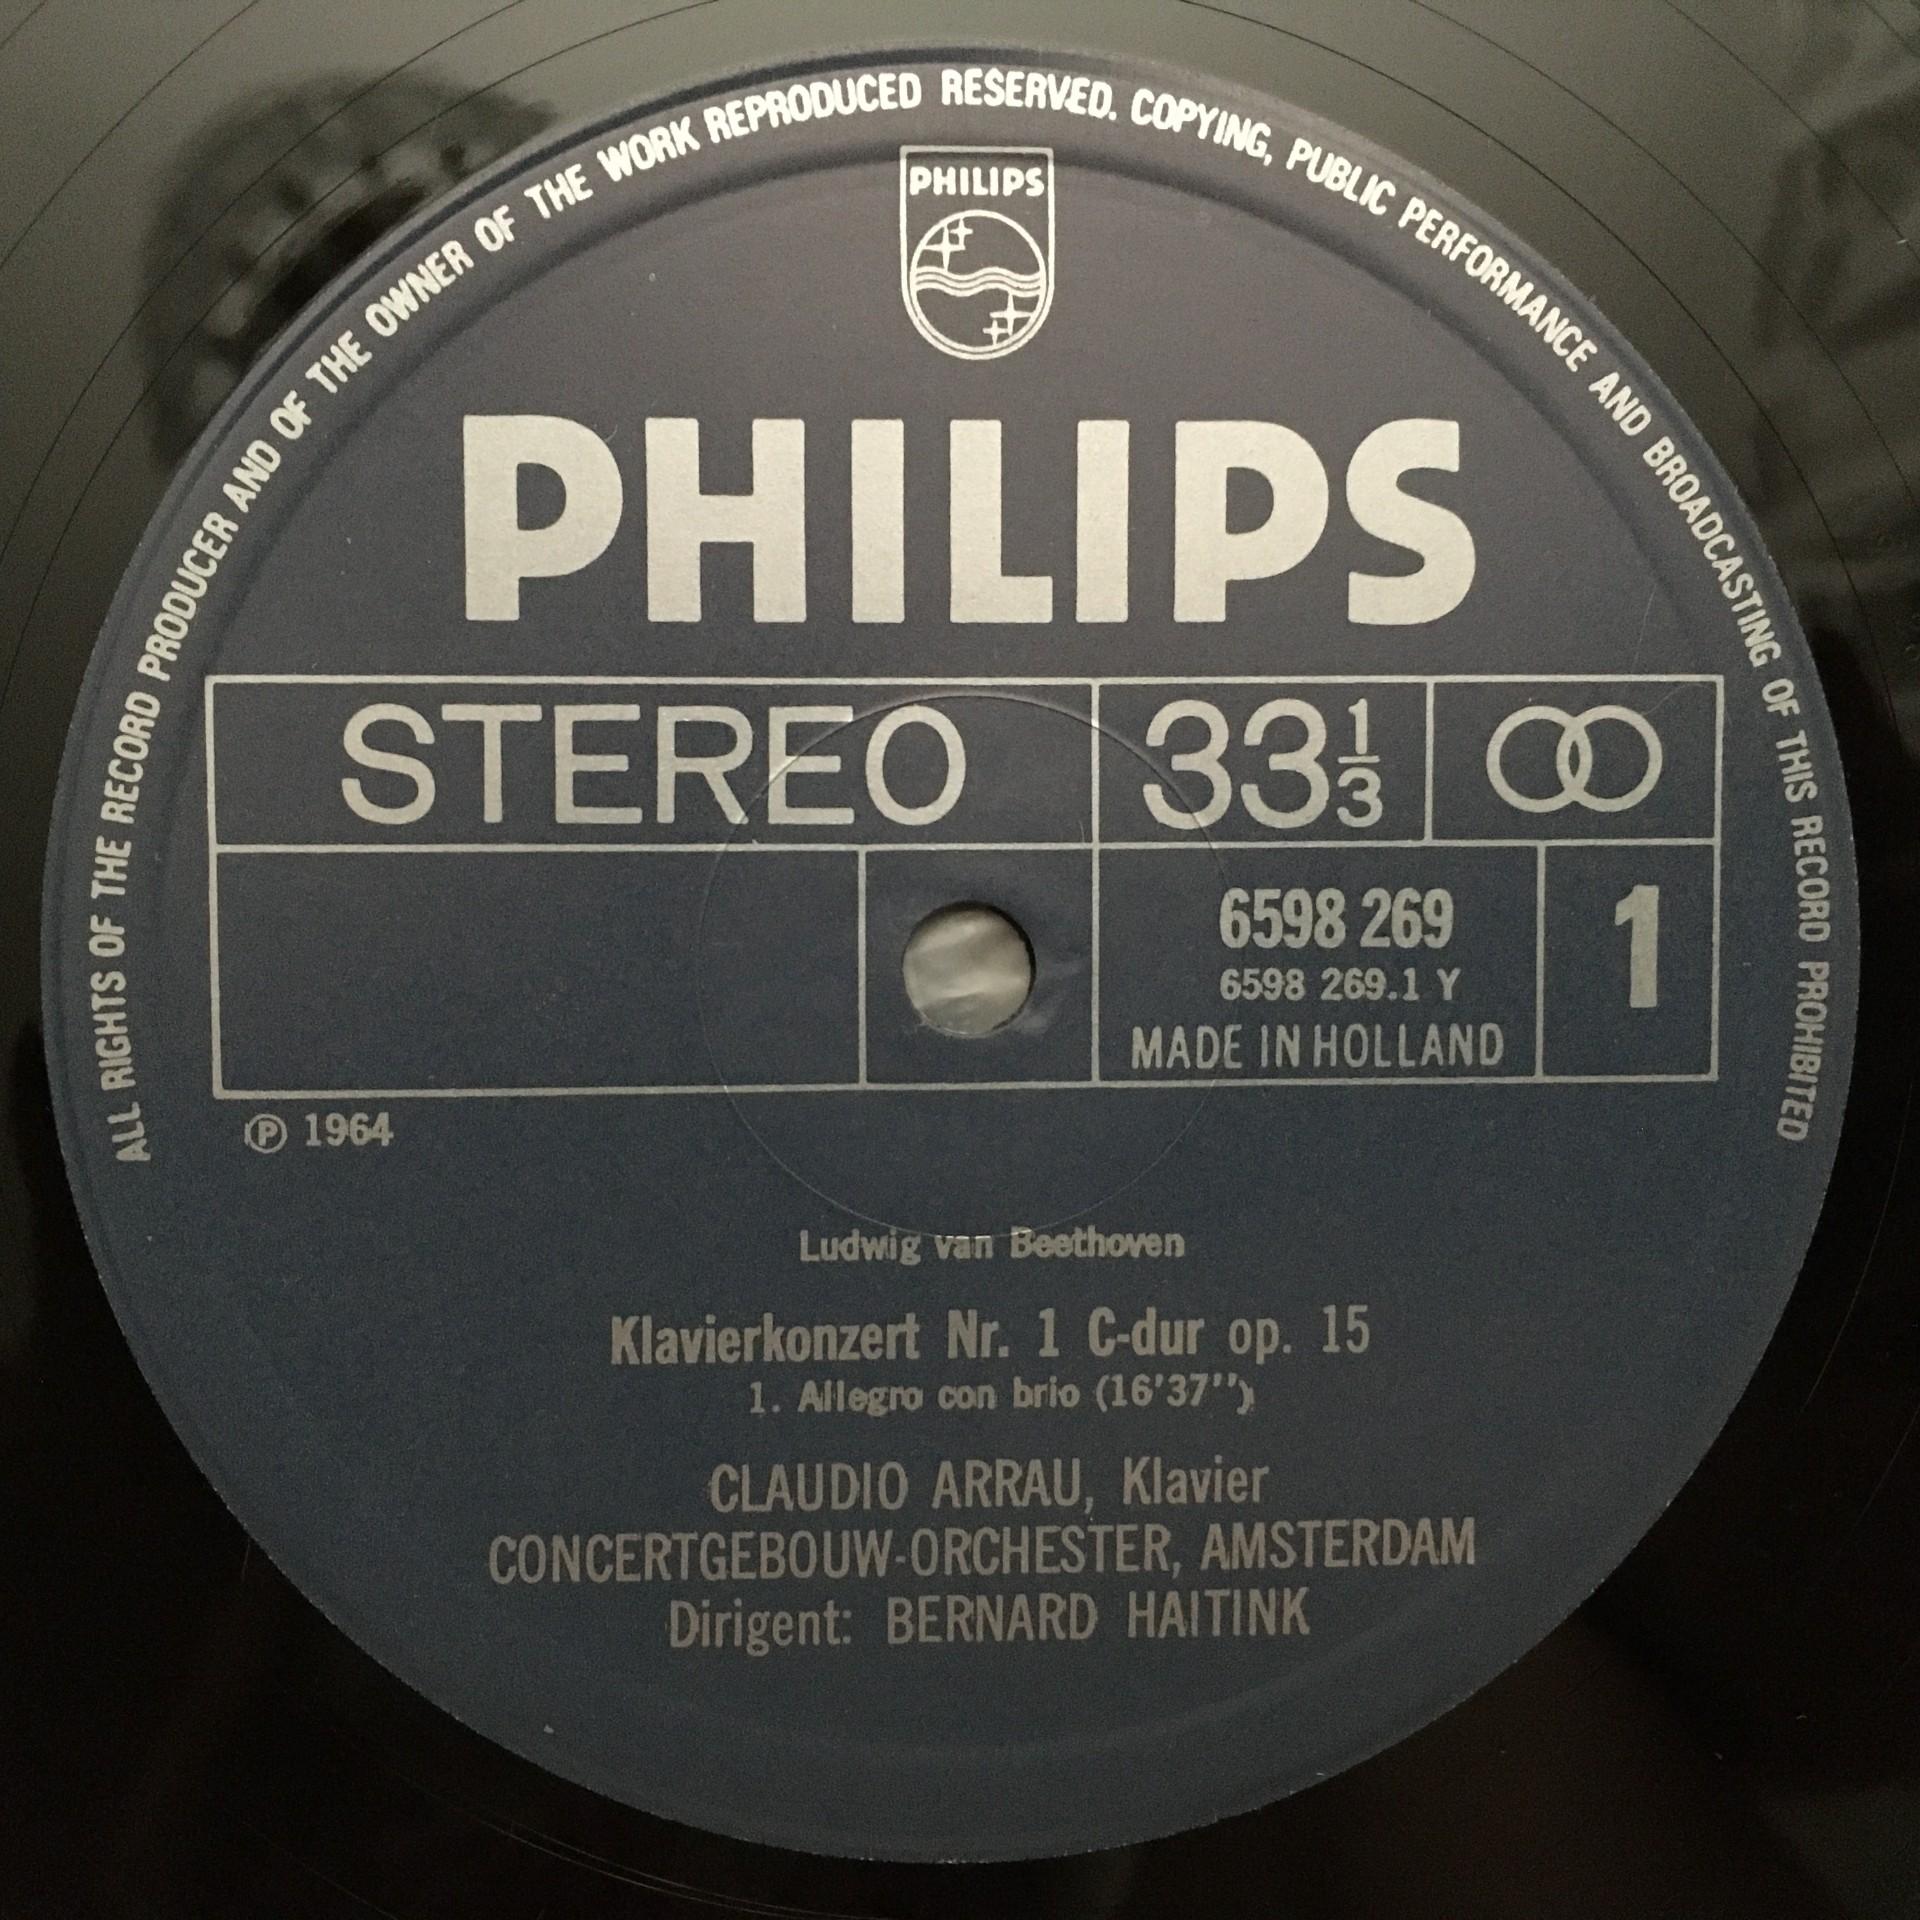 ALL RIGHTS OF THE RECORD PRODUCER AND OF THE OWNER OF THE WORK REPRODUCED RESERVED. COPYING, PUBLIC PERFORMANCE AND BROADCASTING OF THIS RECORD PROHIBITED
PHILIPS
PHILIPS
STEREO 33 1/3
6598 269 1
6598 269.1 Y
MADE IN HOLLAND
℗ 1964
Ludwig van Beethoven
Klavierkonzert Nr. 1 C-dur op. 15
1. Allegro con brio (16'37'')
CLAUDIO ARRAU, Klavier
CONCERTGEBOUW-ORCHESTER, AMSTERDAM
Dirigent: BERNARD HAITINK